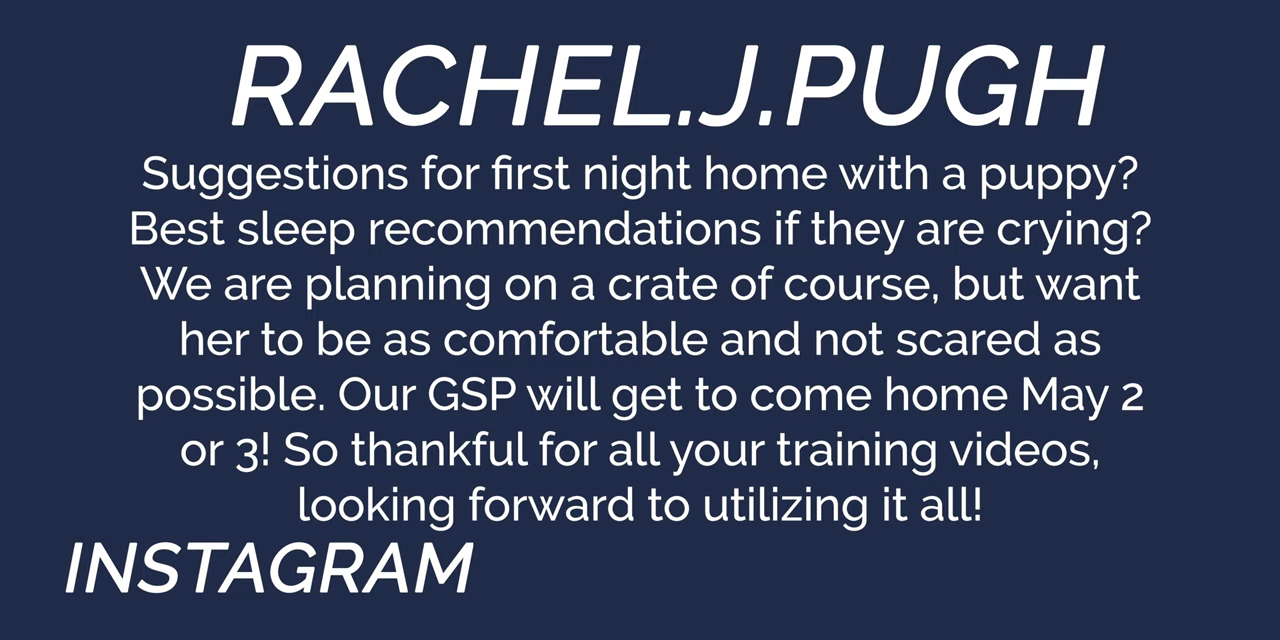 RACHEL.J.PUGH
Suggestions for first night home with a puppy?
Best sleep recommendations if they are crying?
We are planning on a crate of course, but want
her to be as comfortable and not scared as
possible. Our GSP will get to come home May 2
or 3! So thankful for all your training videos,
looking forward to utilizing it all!
INSTAGRAM